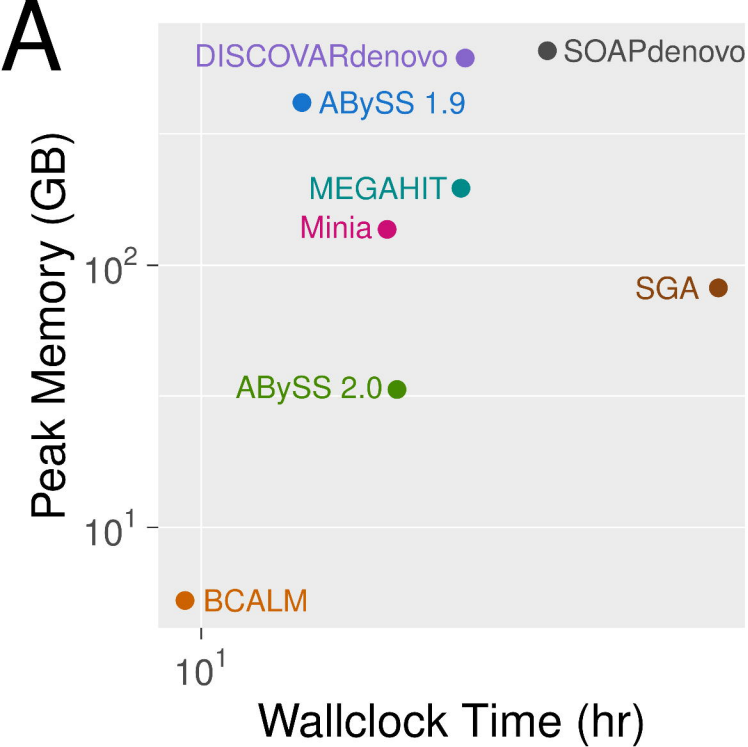 A
DISCOVARdenovo
SOAPdenovo
ABySS 1.9
MEGAHIT
Minia
10²
SGA
ABySS 2.0
10¹
BCALM
10¹
Peak Memory (GB)
Wallclock Time (hr)